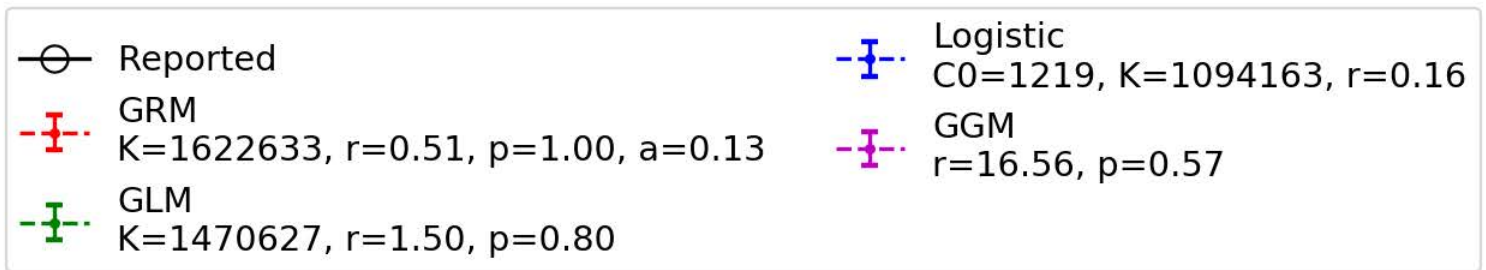 Reported
GRM
K=1622633, r=0.51, p=1.00, a=0.13
GLM
K=1470627, r=1.50, p=0.80
Logistic
C0=1219, K=1094163, r=0.16
GGM
r=16.56, p=0.57